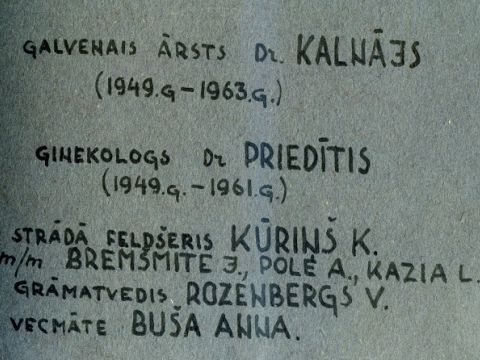 GALVENAIS ĀRSTS Dr. KALNĀJS
(1949.g – 1963.g.)
ĢINEKOLOGS Dr PRIEDĪTIS
(1949.g. – 1961.g.)
STRĀDĀ FELDŠERIS KŪRIŅŠ K.
m/m BREMŠMITE J., POLE A., KAZIA L.
GRĀMATVEDIS ROZENBERGS V.
VECMĀTE BUŠA ANNA.